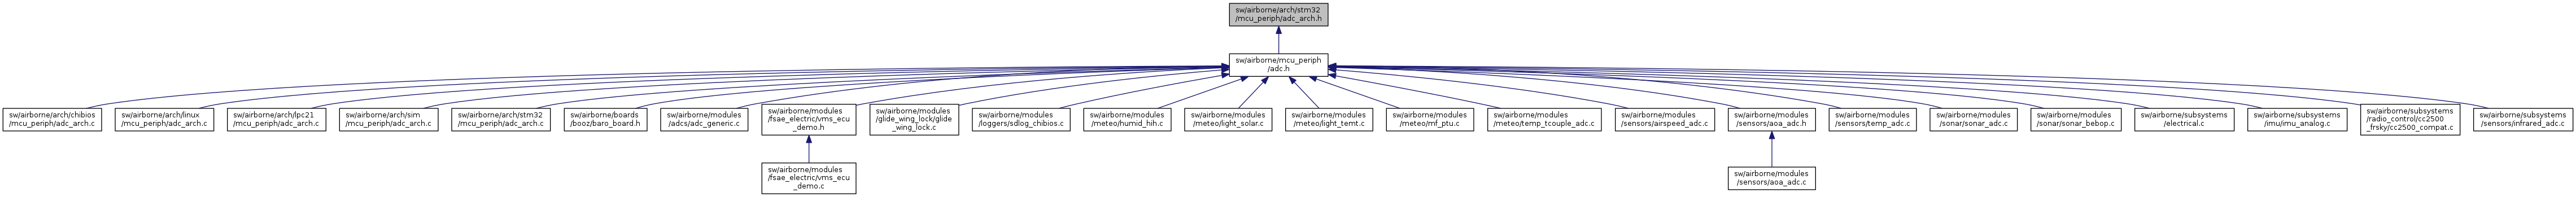 sw/airborne/arch/stm32
/mcu_periph/adc_arch.h
sw/airborne/mcu_periph
/adc.h
sw/airborne/arch/chibios
/mcu_periph/adc_arch.c
sw/airborne/arch/linux
/mcu_periph/adc_arch.c
sw/airborne/arch/lpc21
/mcu_periph/adc_arch.c
sw/airborne/arch/sim
/mcu_periph/adc_arch.c
sw/airborne/arch/stm32
/mcu_periph/adc_arch.c
sw/airborne/boards
/booz/baro_board.h
sw/airborne/modules
/adcs/adc_generic.c
sw/airborne/modules
/fsae_electric/vms_ecu
_demo.h
sw/airborne/modules
/glide_wing_lock/glide
_wing_lock.c
sw/airborne/modules
/loggers/sdlog_chibios.c
sw/airborne/modules
/meteo/humid_hih.c
sw/airborne/modules
/meteo/light_solar.c
sw/airborne/modules
/meteo/light_temt.c
sw/airborne/modules
/meteo/mf_ptu.c
sw/airborne/modules
/meteo/temp_tcouple_adc.c
sw/airborne/modules
/sensors/airspeed_adc.c
sw/airborne/modules
/sensors/aoa_adc.h
sw/airborne/modules
/sensors/temp_adc.c
sw/airborne/modules
/sonar/sonar_adc.c
sw/airborne/modules
/sonar/sonar_bebop.c
sw/airborne/subsystems
/electrical.c
sw/airborne/subsystems
/imu/imu_analog.c
sw/airborne/subsystems
/radio_control/cc2500
_frsky/cc2500_compat.c
sw/airborne/subsystems
/sensors/infrared_adc.c
sw/airborne/modules
/fsae_electric/vms_ecu
_demo.c
sw/airborne/modules
/sensors/aoa_adc.c